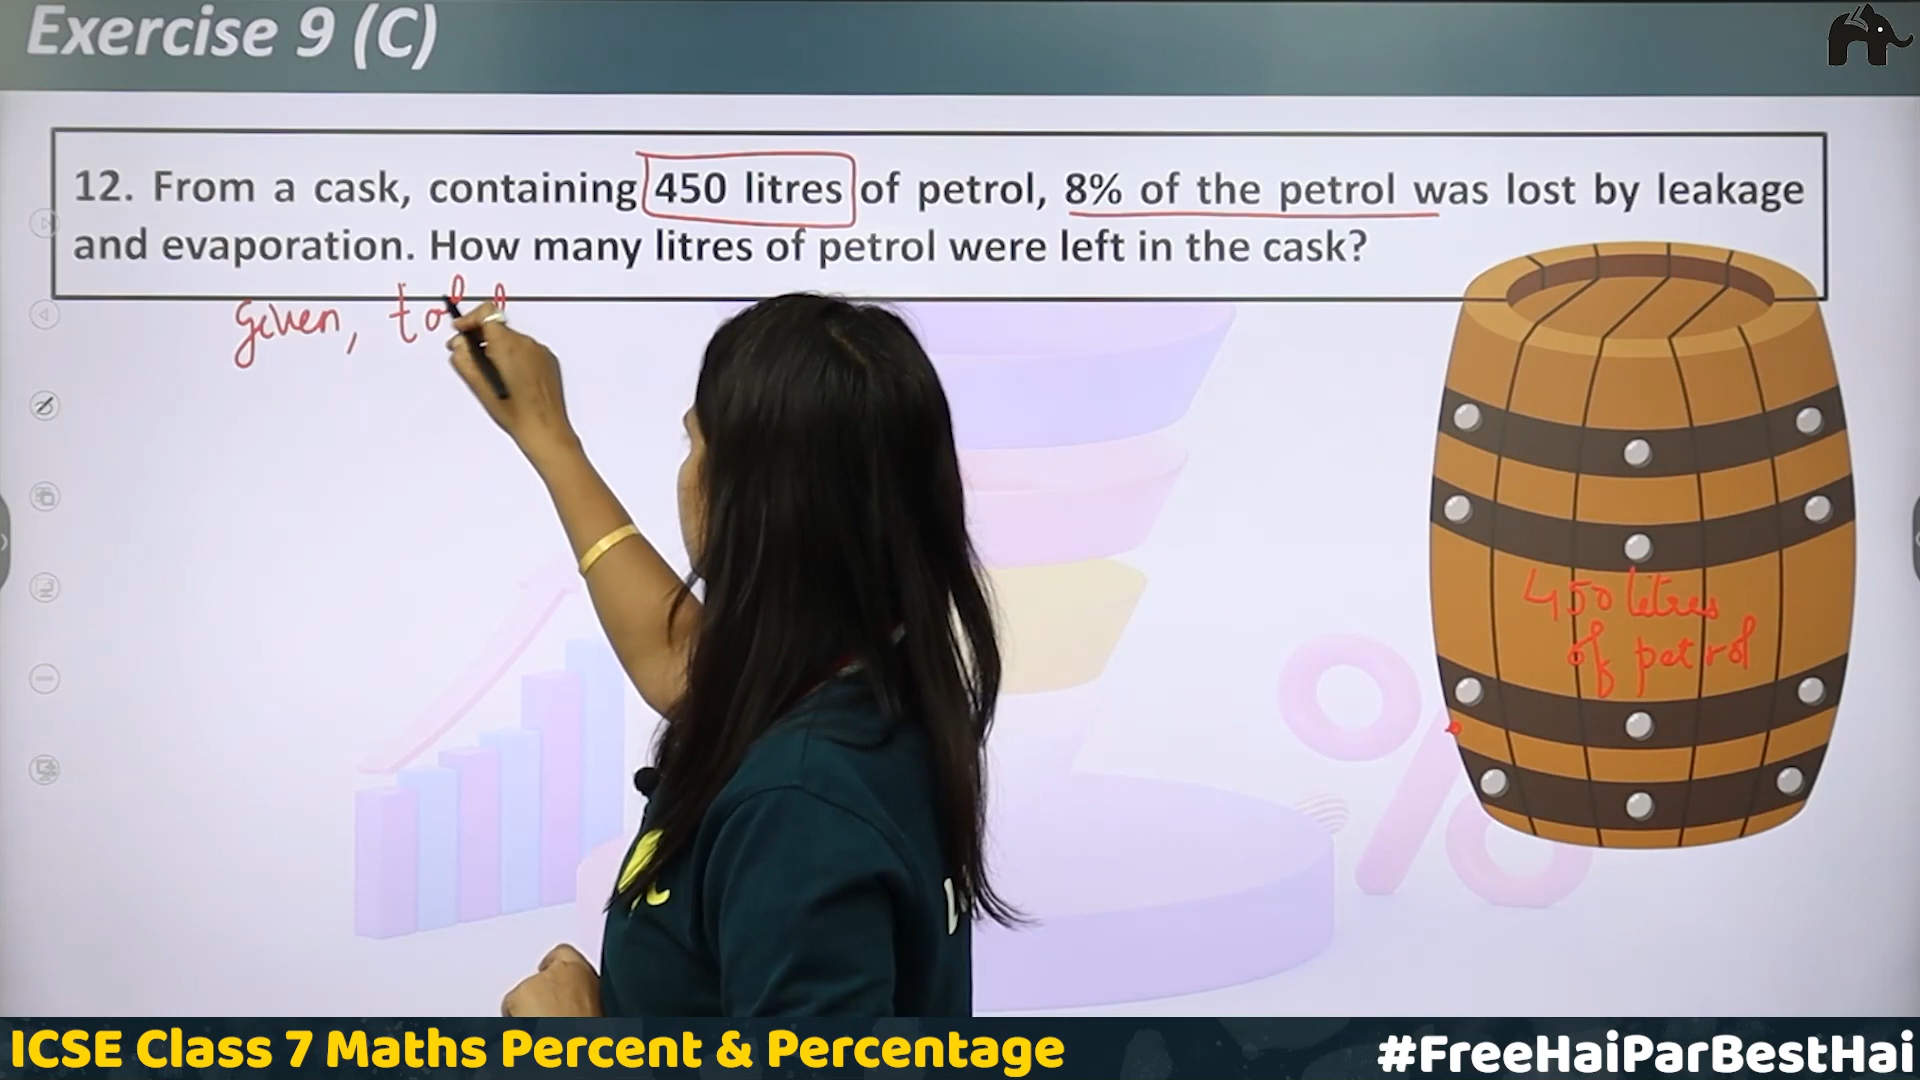 Exercise 9 (C)
12. From a cask, containing 450 litres of petrol, 8% of the petrol was lost by leakage
and evaporation. How many litres of petrol were left in the cask?
Given,
450 litres
of petrol
ICSE Class 7 Maths Percent & Percentage
#FreeHaiParBestHai